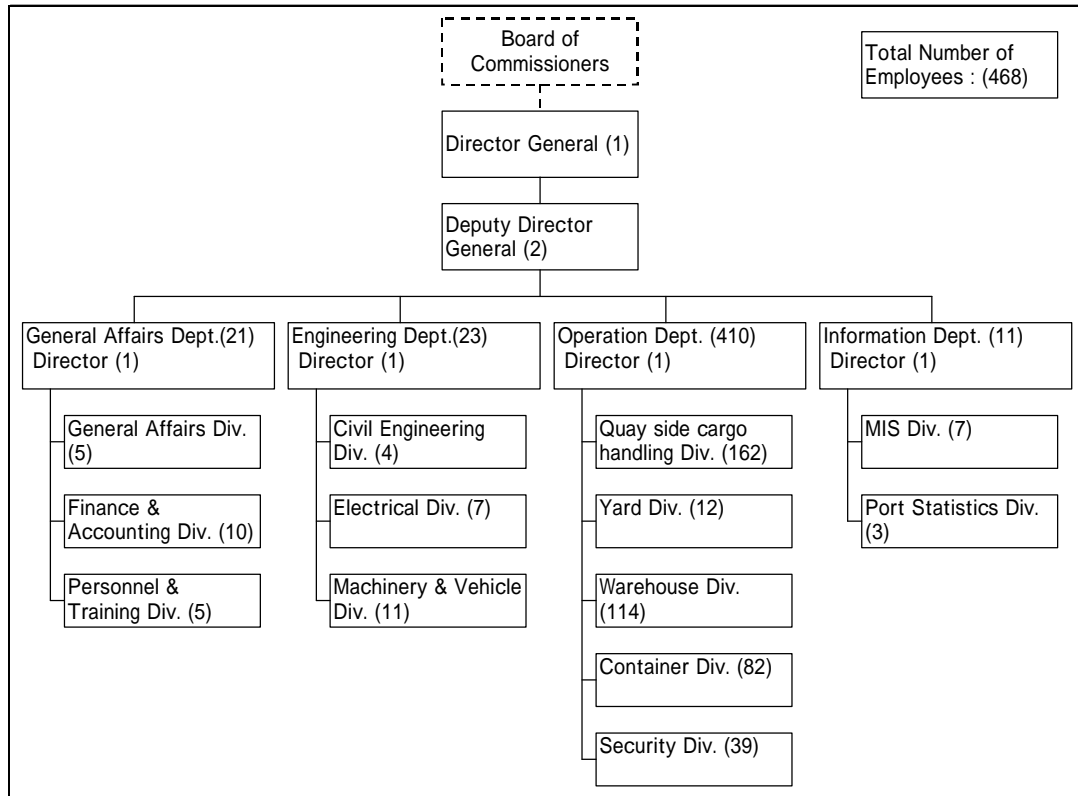 Board of
Commissioners
Total Number of
Employees : (468)
Director General (1)
Deputy Director
General (2)
General Affairs Dept.(21)
Director (1)
General Affairs Div.
(5)
Finance &
Accounting Div. (10)
Personnel &
Training Div. (5)
Engineering Dept.(23)
Director (1)
Civil Engineering
Div. (4)
Electrical Div. (7)
Machinery & Vehicle
Div. (11)
Operation Dept. (410)
Director (1)
Quay side cargo
handling Div. (162)
Yard Div. (12)
Warehouse Div.
(114)
Container Div. (82)
Security Div. (39)
Information Dept. (11)
Director (1)
MIS Div. (7)
Port Statistics Div.
(3)